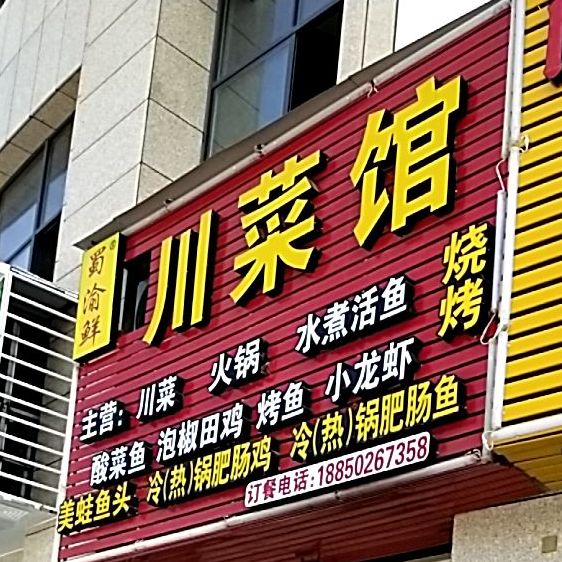 蜀渝鲜®
川菜馆
烧烤
主营：川菜 火锅 水煮活鱼
酸菜鱼 泡椒田鸡 烤鱼 小龙虾
美蛙鱼头 冷(热)锅肥肠鸡 冷(热)锅肥肠鱼
订餐电话:18850267358